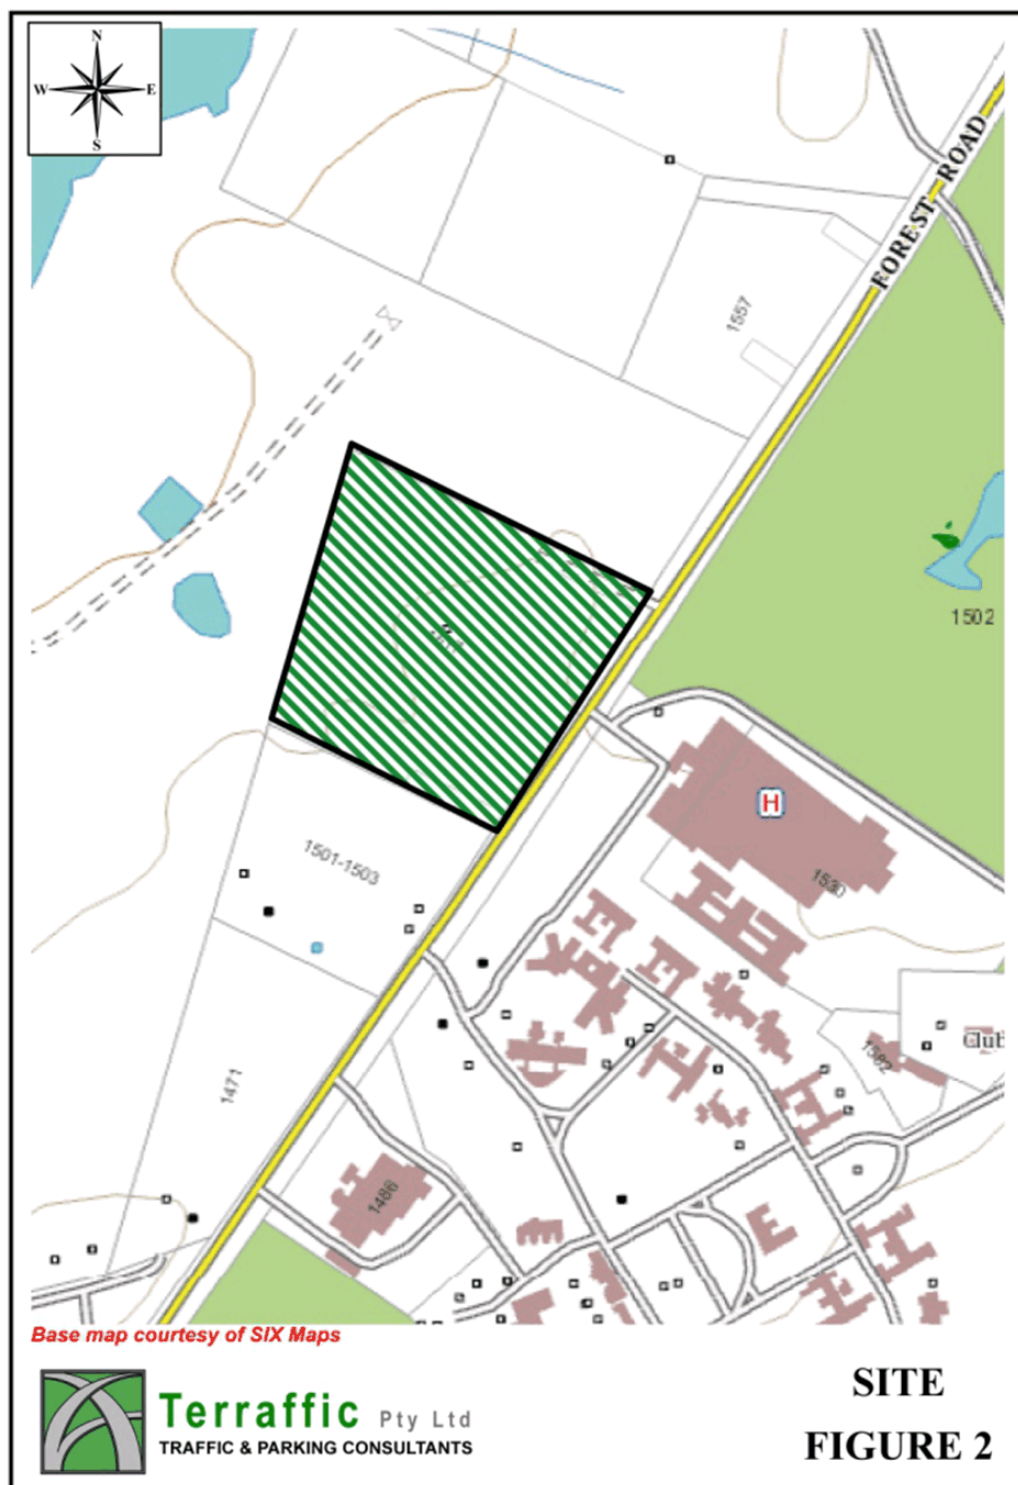 N
W E
S
FOREST ROAD
1557
1502
H
1530
1501-1503
1582
Club
1471
1486
Base map courtesy of SIX Maps
Terraffic Pty Ltd
TRAFFIC & PARKING CONSULTANTS
SITE
FIGURE 2